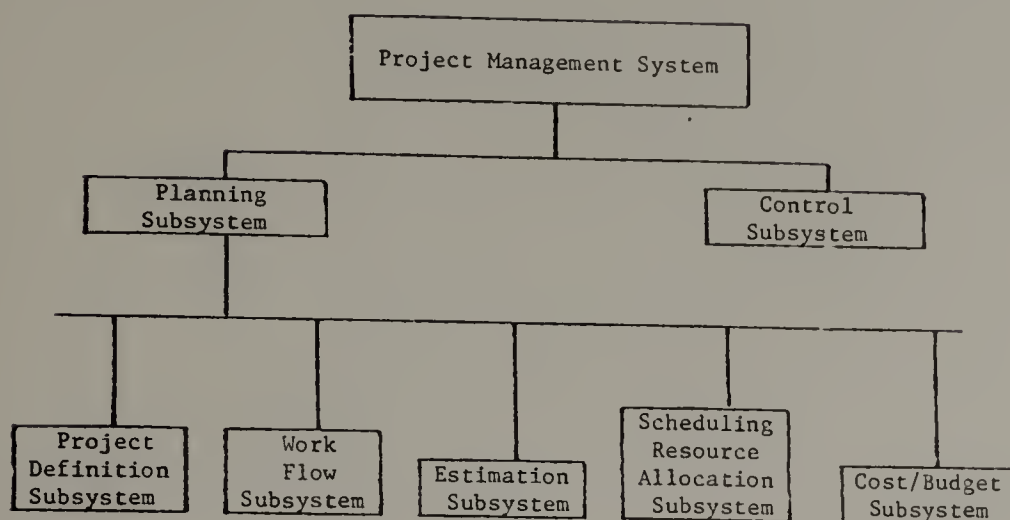 Project Management System
Planning
Subsystem
Control
Subsystem
Project
Definition
Subsystem
Work
Flow
Subsystem
Estimation
Subsystem
Scheduling
Resource
Allocation
Subsystem
Cost/Budget
Subsystem